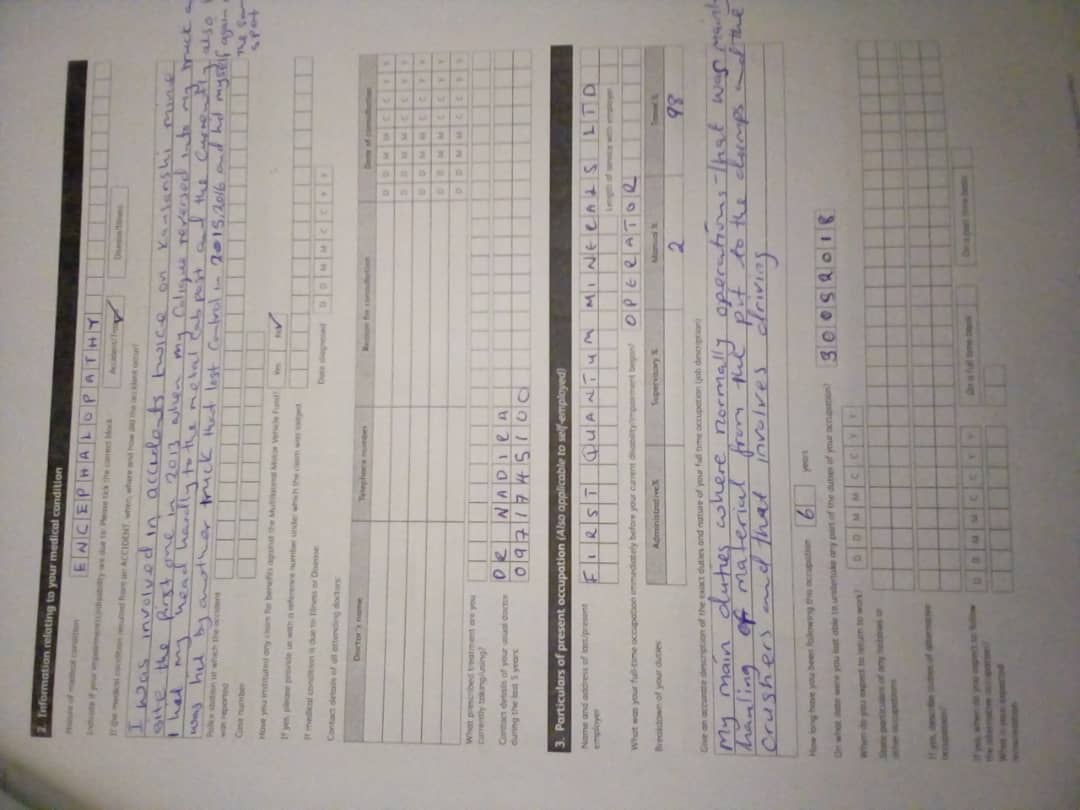 2. Information relating to your medical condition
Nature of medical condition ENCEPHALOPATHY
Indicate if your impairment/disability are due to. Please tick the correct block Accident/Trauma ✓ Disease/Illness
If the medical condition resulted from an ACCIDENT, when, where and how did the accident occur?
I was involved in accidents twice on Kansanshi mine
site the first one in 2013 when my Caligue reversed into my truck a
I had my head handly to the metal Cab post and the Currently also
was hid by another truck that lost Control in 2015,2016 and hid myself again
the same
spot
Police station at which the accident
was reported
Case number
Have you instituted any claim for benefits against the Multilateral Motor Vehicle Fund? Yes No ✓
If yes, please provide us with a reference number under which the claim was lodged
If medical condition is due to Illness or Disease: Date diagnosed D D M M C C Y Y
Contact details of all attending doctors:
Doctor's name Telephone number Reason for consultation Date of consultation
D D M M C C Y Y
D D M M C C Y Y
D D M M C C Y Y
D D M M C C Y Y
D D M M C C Y Y
What prescribed treatment are you
currently taking/using?
Contact details of your usual doctor DR NADIRA
during the last 5 years: 0971745100
3. Particulars of present occupation (Also applicable to self-employed)
Name and address of last/present FIRST QUANTUM MINERALS LTD
employer
Length of service with employer
What was your full-time occupation immediately before your current disability/impairment began? OPERATOR
Breakdown of your duties: Administrative% Supervisory % Manual % Travel %
2 98
Give an accurate description of the exact duties and nature of your full time occupation (job description)
My main duties where normally operations that was mainly
hauling of material from the pit to the dumps and the
crushers and that involves driving
How long have you been following this occupation 6 years
On what date were you last able to undertake any part of the duties of your occupation? 30092018
When do you expect to return to work? D D M M C C Y Y
State particulars of any hobbies or
other occupations
If yes, describe duties of alternative
occupation
If yes, when do you expect to follow D D M M C C Y Y On a full time basis On a part time basis
the alternative occupation?
What is expected